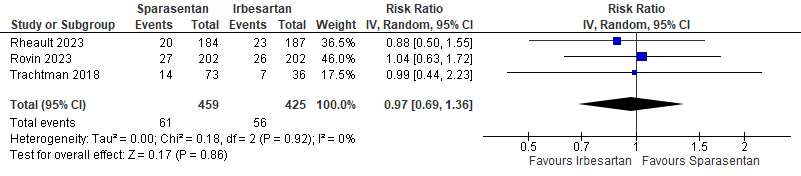 Sparasentan Irbesartan Risk Ratio Risk Ratio
Study or Subgroup Events Total Events Total Weight IV, Random, 95% CI IV, Random, 95% CI
Rheault 2023 20 184 23 187 36.5% 0.88 [0.50, 1.55]
Rovin 2023 27 202 26 202 46.0% 1.04 [0.63, 1.72]
Trachtman 2018 14 73 7 36 17.5% 0.99 [0.44, 2.23]
Total (95% CI) 459 425 100.0% 0.97 [0.69, 1.36]
Total events 61 56
Heterogeneity: Tau² = 0.00; Chi² = 0.18, df = 2 (P = 0.92); I² = 0%
Test for overall effect: Z = 0.17 (P = 0.86)
0.5 0.7 1 1.5 2
Favours Irbesartan Favours Sparasentan